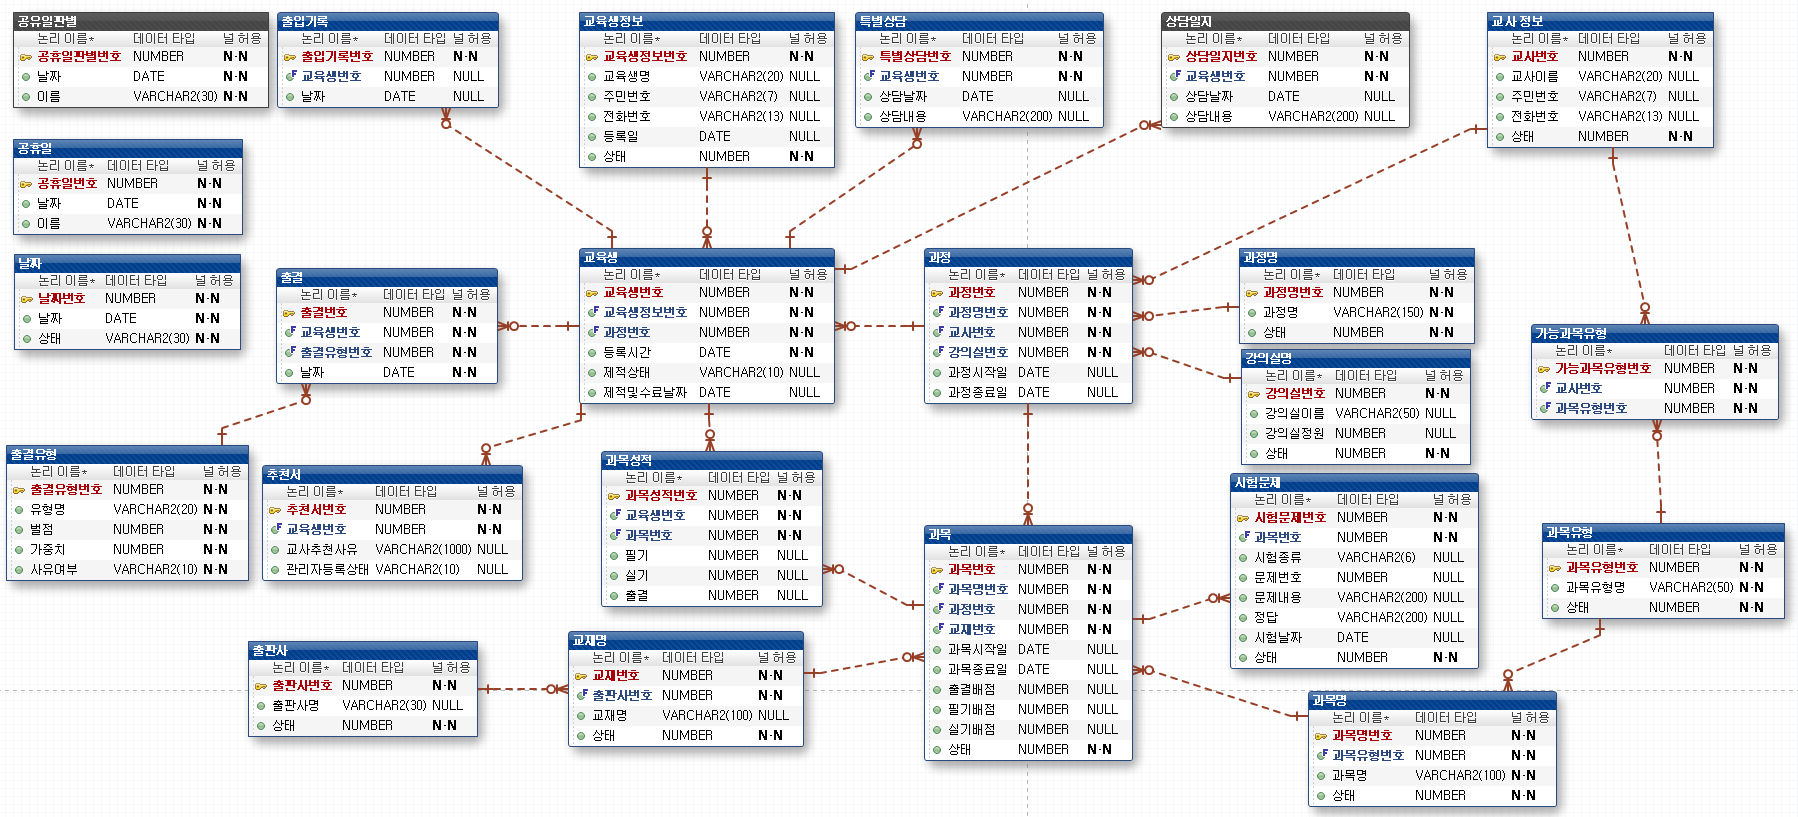 공유일판별
논리 이름* 데이터 타입 널 허용
공휴일판별번호 NUMBER N-N
날짜 DATE N-N
이름 VARCHAR2(30) N-N
출입기록
논리 이름* 데이터 타입 널 허용
출입기록번호 NUMBER N-N
교육생번호 NUMBER NULL
날짜 DATE NULL
교육생정보
논리 이름* 데이터 타입 널 허용
교육생정보번호 NUMBER N-N
교육생명 VARCHAR2(20) NULL
주민번호 VARCHAR2(7) NULL
전화번호 VARCHAR2(13) NULL
등록일 DATE NULL
상태 NUMBER N-N
특별상담
논리 이름* 데이터 타입 널 허용
특별상담번호 NUMBER N-N
교육생번호 NUMBER N-N
상담날짜 DATE NULL
상담내용 VARCHAR2(200) NULL
상담일지
논리 이름* 데이터 타입 널 허용
상담일지번호 NUMBER N-N
교육생번호 NUMBER N-N
상담날짜 DATE NULL
상담내용 VARCHAR2(200) NULL
교사 정보
논리 이름* 데이터 타입 널 허용
교사번호 NUMBER N-N
교사이름 VARCHAR2(20) NULL
주민번호 VARCHAR2(7) NULL
전화번호 VARCHAR2(13) NULL
상태 NUMBER N-N
공휴일
논리 이름* 데이터 타입 널 허용
공휴일번호 NUMBER N-N
날짜 DATE N-N
이름 VARCHAR2(30) N-N
날짜
논리 이름* 데이터 타입 널 허용
날짜번호 NUMBER N-N
날짜 DATE N-N
상태 VARCHAR2(30) N-N
출결
논리 이름* 데이터 타입 널 허용
출결번호 NUMBER N-N
교육생번호 NUMBER N-N
출결유형번호 NUMBER N-N
날짜 DATE N-N
교육생
논리 이름* 데이터 타입 널 허용
교육생번호 NUMBER N-N
교육생정보번호 NUMBER N-N
과정번호 NUMBER N-N
등록시간 DATE N-N
제적상태 VARCHAR2(10) NULL
제적및수료날짜 DATE NULL
과정
논리 이름* 데이터 타입 널 허용
과정번호 NUMBER N-N
과정명번호 NUMBER N-N
교사번호 NUMBER N-N
강의실번호 NUMBER N-N
과정시작일 DATE NULL
과정종료일 DATE NULL
과정명
논리 이름* 데이터 타입 널 허용
과정명번호 NUMBER N-N
과정명 VARCHAR2(150) N-N
상태 NUMBER N-N
강의실명
논리 이름* 데이터 타입 널 허용
강의실번호 NUMBER N-N
강의실이름 VARCHAR2(50) NULL
강의실정원 NUMBER NULL
상태 NUMBER N-N
가능과목유형
논리 이름* 데이터 타입 널 허용
가능과목유형번호 NUMBER N-N
교사번호 NUMBER N-N
과목유형번호 NUMBER N-N
출결유형
논리 이름* 데이터 타입 널 허용
출결유형번호 NUMBER N-N
유형명 VARCHAR2(20) N-N
벌점 NUMBER N-N
가중치 NUMBER N-N
사유여부 VARCHAR2(10) N-N
추천서
논리 이름* 데이터 타입 널 허용
추천서번호 NUMBER N-N
교육생번호 NUMBER N-N
교사추천사유 VARCHAR2(1000) NULL
관리자등록상태 VARCHAR2(10) NULL
과목성적
논리 이름* 데이터 타입 널 허용
과목성적번호 NUMBER N-N
교육생번호 NUMBER N-N
과목번호 NUMBER N-N
필기 NUMBER NULL
실기 NUMBER NULL
출결 NUMBER NULL
과목
논리 이름* 데이터 타입 널 허용
과목번호 NUMBER N-N
과목명번호 NUMBER N-N
과정번호 NUMBER N-N
교재번호 NUMBER N-N
과목시작일 DATE NULL
과목종료일 DATE NULL
출결배점 NUMBER NULL
필기배점 NUMBER NULL
실기배점 NUMBER NULL
상태 NUMBER N-N
시험문제
논리 이름* 데이터 타입 널 허용
시험문제번호 NUMBER N-N
과목번호 NUMBER N-N
시험종류 VARCHAR2(6) NULL
문제번호 NUMBER NULL
문제내용 VARCHAR2(200) NULL
정답 VARCHAR2(200) NULL
시험날짜 DATE NULL
상태 NUMBER N-N
과목유형
논리 이름* 데이터 타입 널 허용
과목유형번호 NUMBER N-N
과목유형명 VARCHAR2(50) N-N
상태 NUMBER N-N
출판사
논리 이름* 데이터 타입 널 허용
출판사번호 NUMBER N-N
출판사명 VARCHAR2(30) NULL
상태 NUMBER N-N
교재명
논리 이름* 데이터 타입 널 허용
교재번호 NUMBER N-N
출판사번호 NUMBER N-N
교재명 VARCHAR2(100) NULL
상태 NUMBER N-N
과목명
논리 이름* 데이터 타입 널 허용
과목명번호 NUMBER N-N
과목유형번호 NUMBER N-N
과목명 VARCHAR2(100) N-N
상태 NUMBER N-N